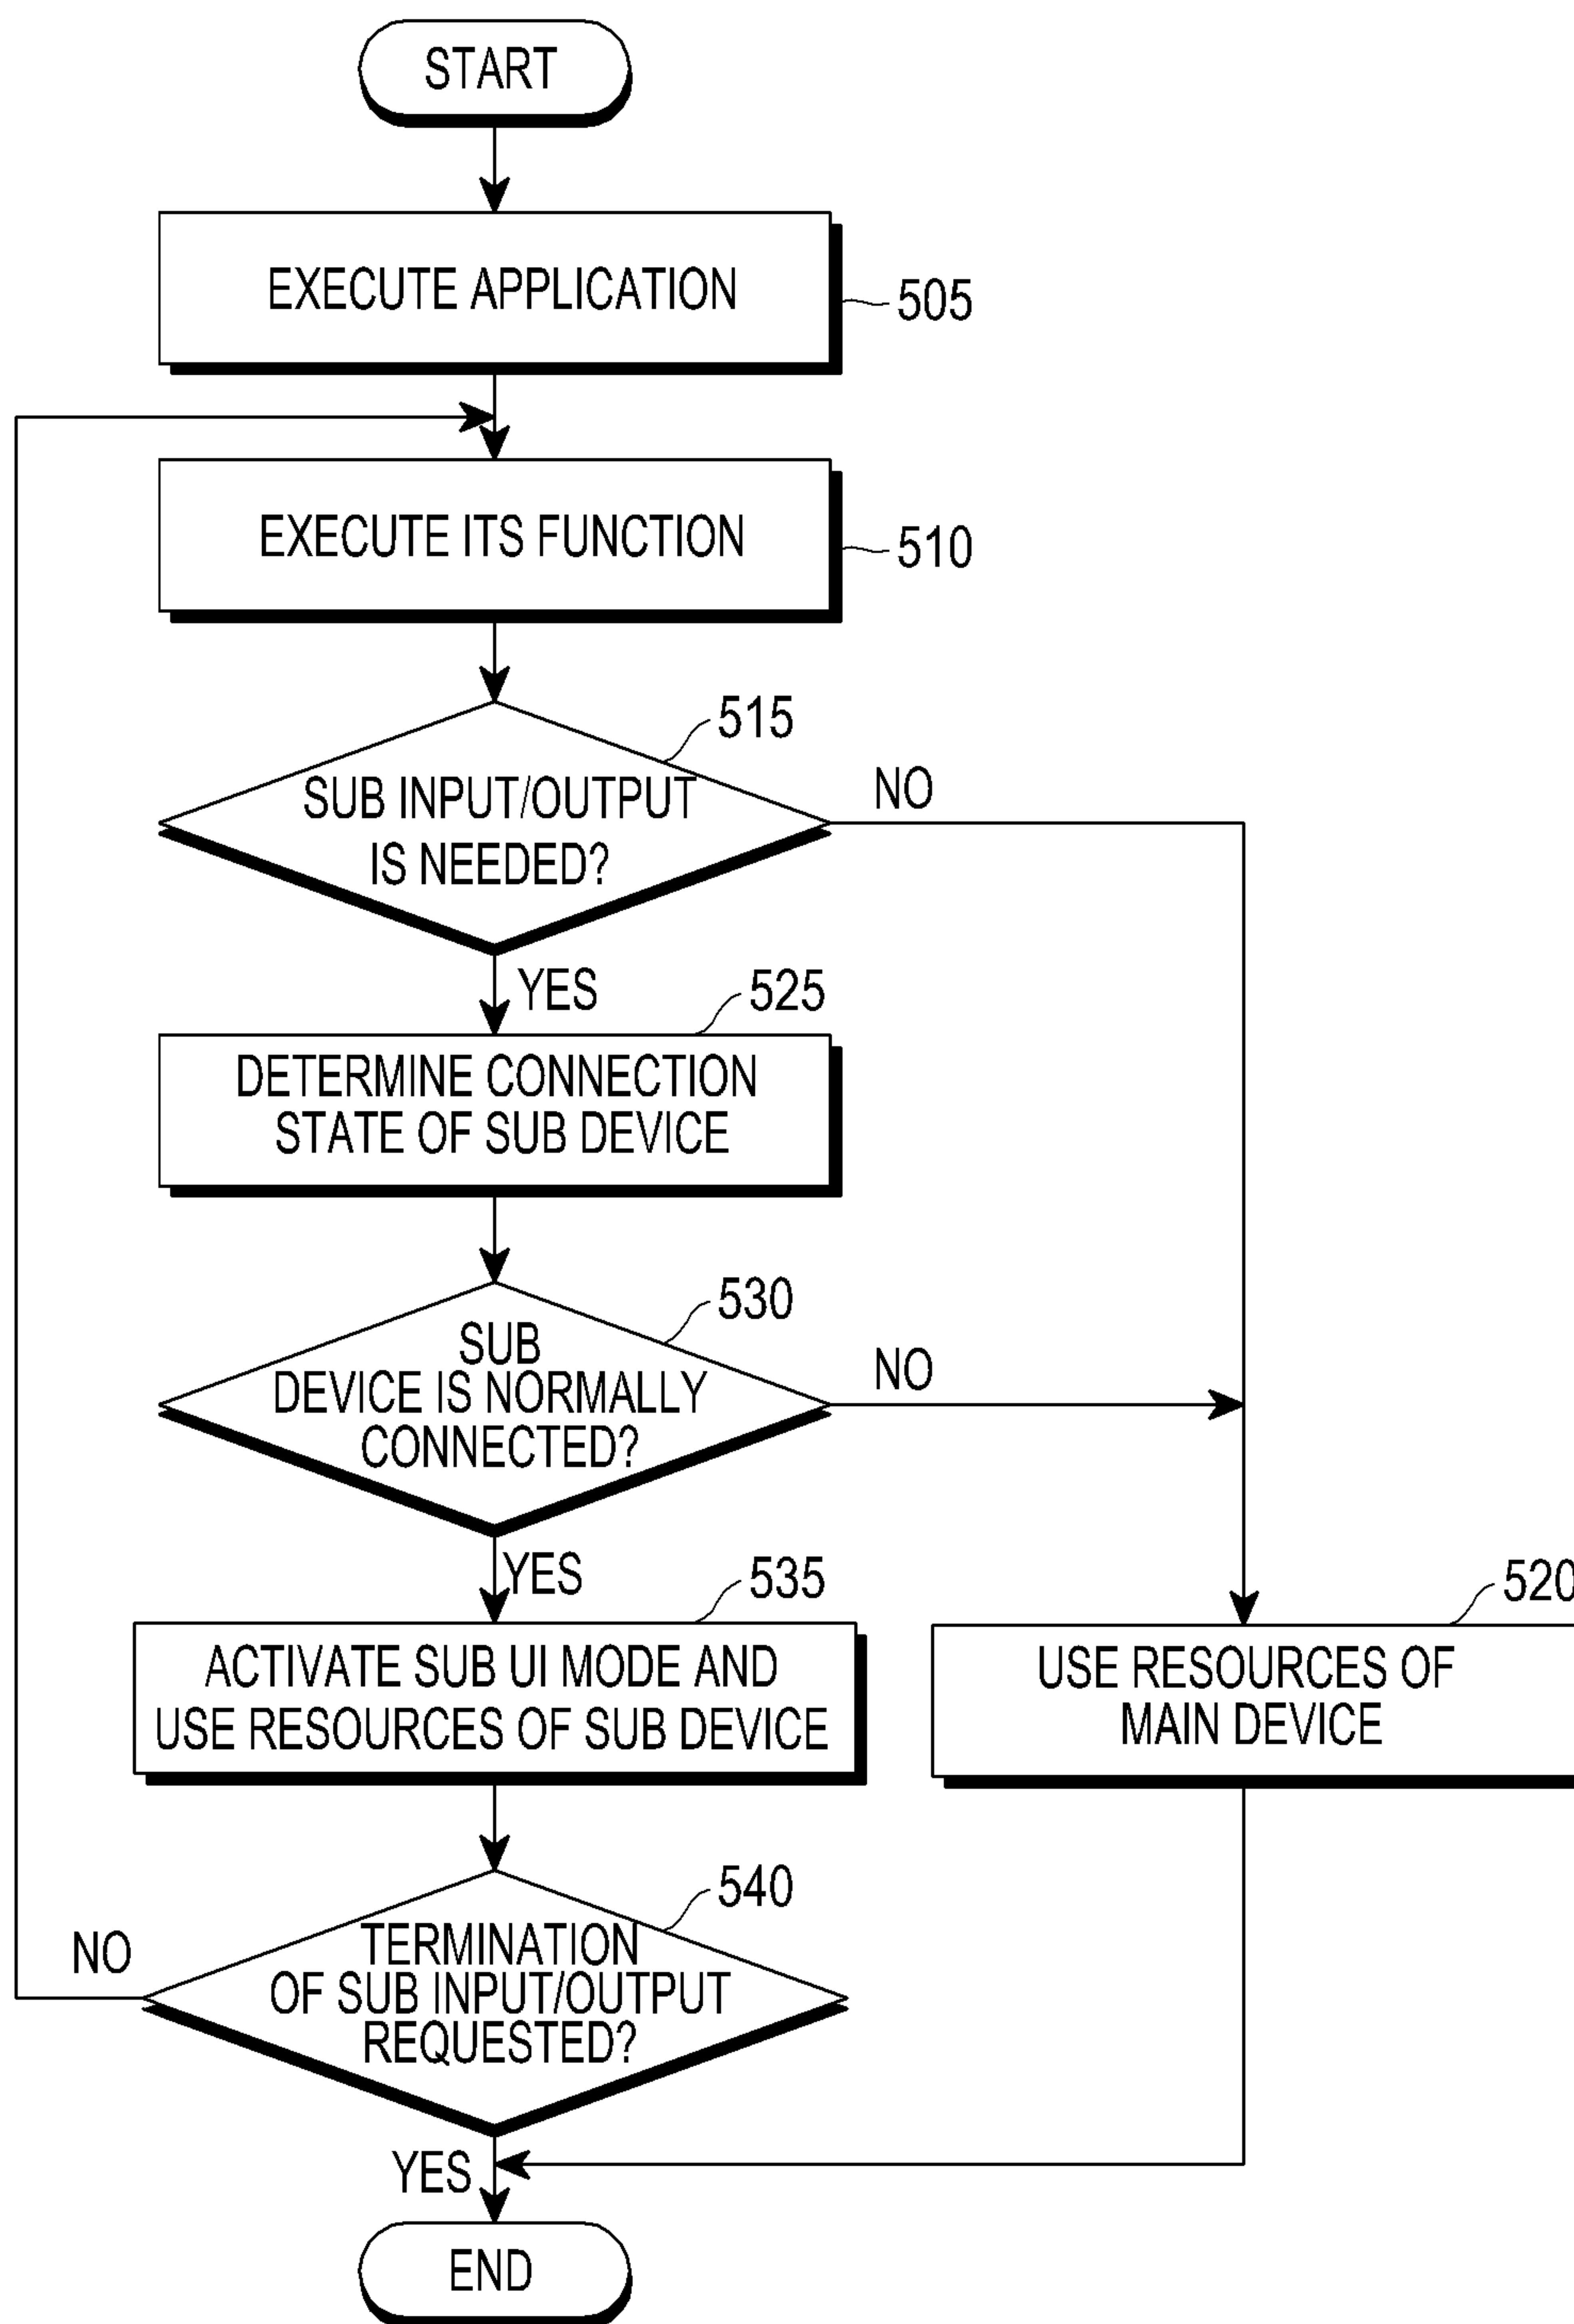 START
EXECUTE APPLICATION
505
EXECUTE ITS FUNCTION
510
515
SUB INPUT/OUTPUT
IS NEEDED?
NO
YES
525
DETERMINE CONNECTION
STATE OF SUB DEVICE
530
SUB
DEVICE IS NORMALLY
CONNECTED?
NO
YES
535
ACTIVATE SUB UI MODE AND
USE RESOURCES OF SUB DEVICE
520
USE RESOURCES OF
MAIN DEVICE
540
TERMINATION
OF SUB INPUT/OUTPUT
REQUESTED?
NO
YES
END